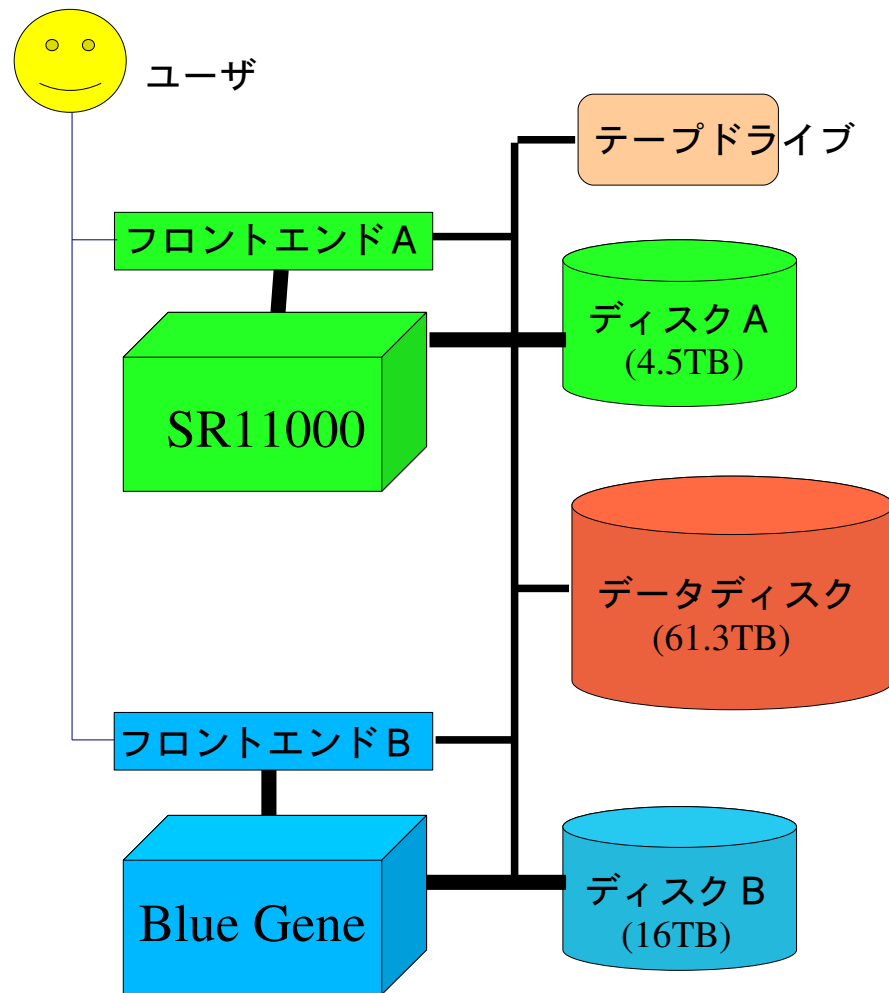 ユーザ
テープドライブ
フロントエンドA
ディスクA
(4.5TB)
SR11000
データディスク
(61.3TB)
フロントエンドB
ディスクB
(16TB)
Blue Gene